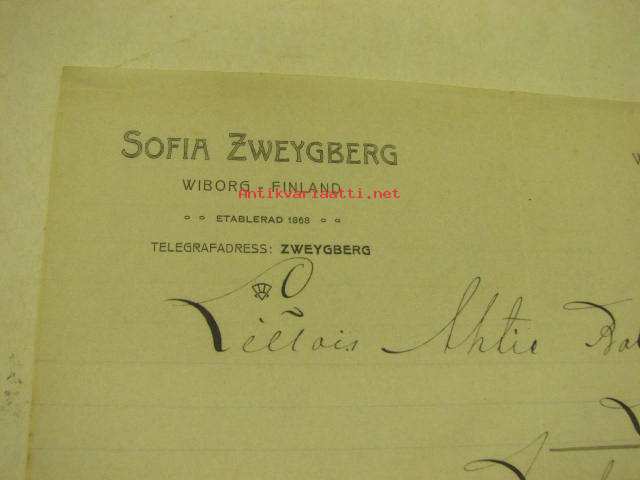 SOFIA ZWEYGBERG
WIBORG, FINLAND
Antikvariaatti.net
ETABLERAD 1868
TELEGRAFADRESS: ZWEYGBERG
Aktie